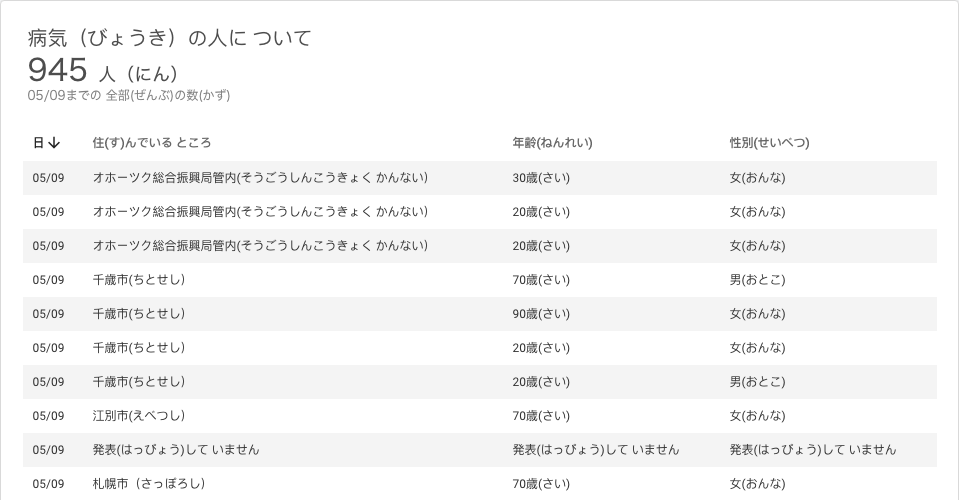 病気（びょうき）の人に ついて
945 人（にん）
05/09までの 全部(ぜんぶ)の数(かず)
日↓ 住(す)んでいる ところ 年齢(ねんれい) 性別(せいべつ)
05/09 オホーツク総合振興局管内(そうごうしんこうきょく かんない) 30歳(さい) 女(おんな)
05/09 オホーツク総合振興局管内(そうごうしんこうきょく かんない) 20歳(さい) 女(おんな)
05/09 オホーツク総合振興局管内(そうごうしんこうきょく かんない) 20歳(さい) 女(おんな)
05/09 千歳市(ちとせし) 70歳(さい) 男(おとこ)
05/09 千歳市(ちとせし) 90歳(さい) 女(おんな)
05/09 千歳市(ちとせし) 20歳(さい) 女(おんな)
05/09 千歳市(ちとせし) 20歳(さい) 男(おとこ)
05/09 江別市(えべつし) 70歳(さい) 女(おんな)
05/09 発表(はっぴょう)して いません 発表(はっぴょう)して いません 発表(はっぴょう)して いません
05/09 札幌市（さっぽろし） 70歳(さい) 女(おんな)